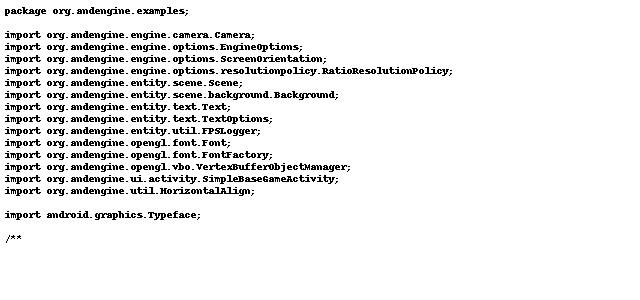 package org.andengine.examples;

import org.andengine.engine.camera.Camera;
import org.andengine.engine.options.EngineOptions;
import org.andengine.engine.options.ScreenOrientation;
import org.andengine.engine.options.resolutionpolicy.RatioResolutionPolicy;
import org.andengine.entity.scene.Scene;
import org.andengine.entity.scene.background.Background;
import org.andengine.entity.text.Text;
import org.andengine.entity.text.TextOptions;
import org.andengine.entity.util.FPSLogger;
import org.andengine.opengl.font.Font;
import org.andengine.opengl.font.FontFactory;
import org.andengine.opengl.vbo.VertexBufferObjectManager;
import org.andengine.ui.activity.SimpleBaseGameActivity;
import org.andengine.util.HorizontalAlign;

import android.graphics.Typeface;

/**